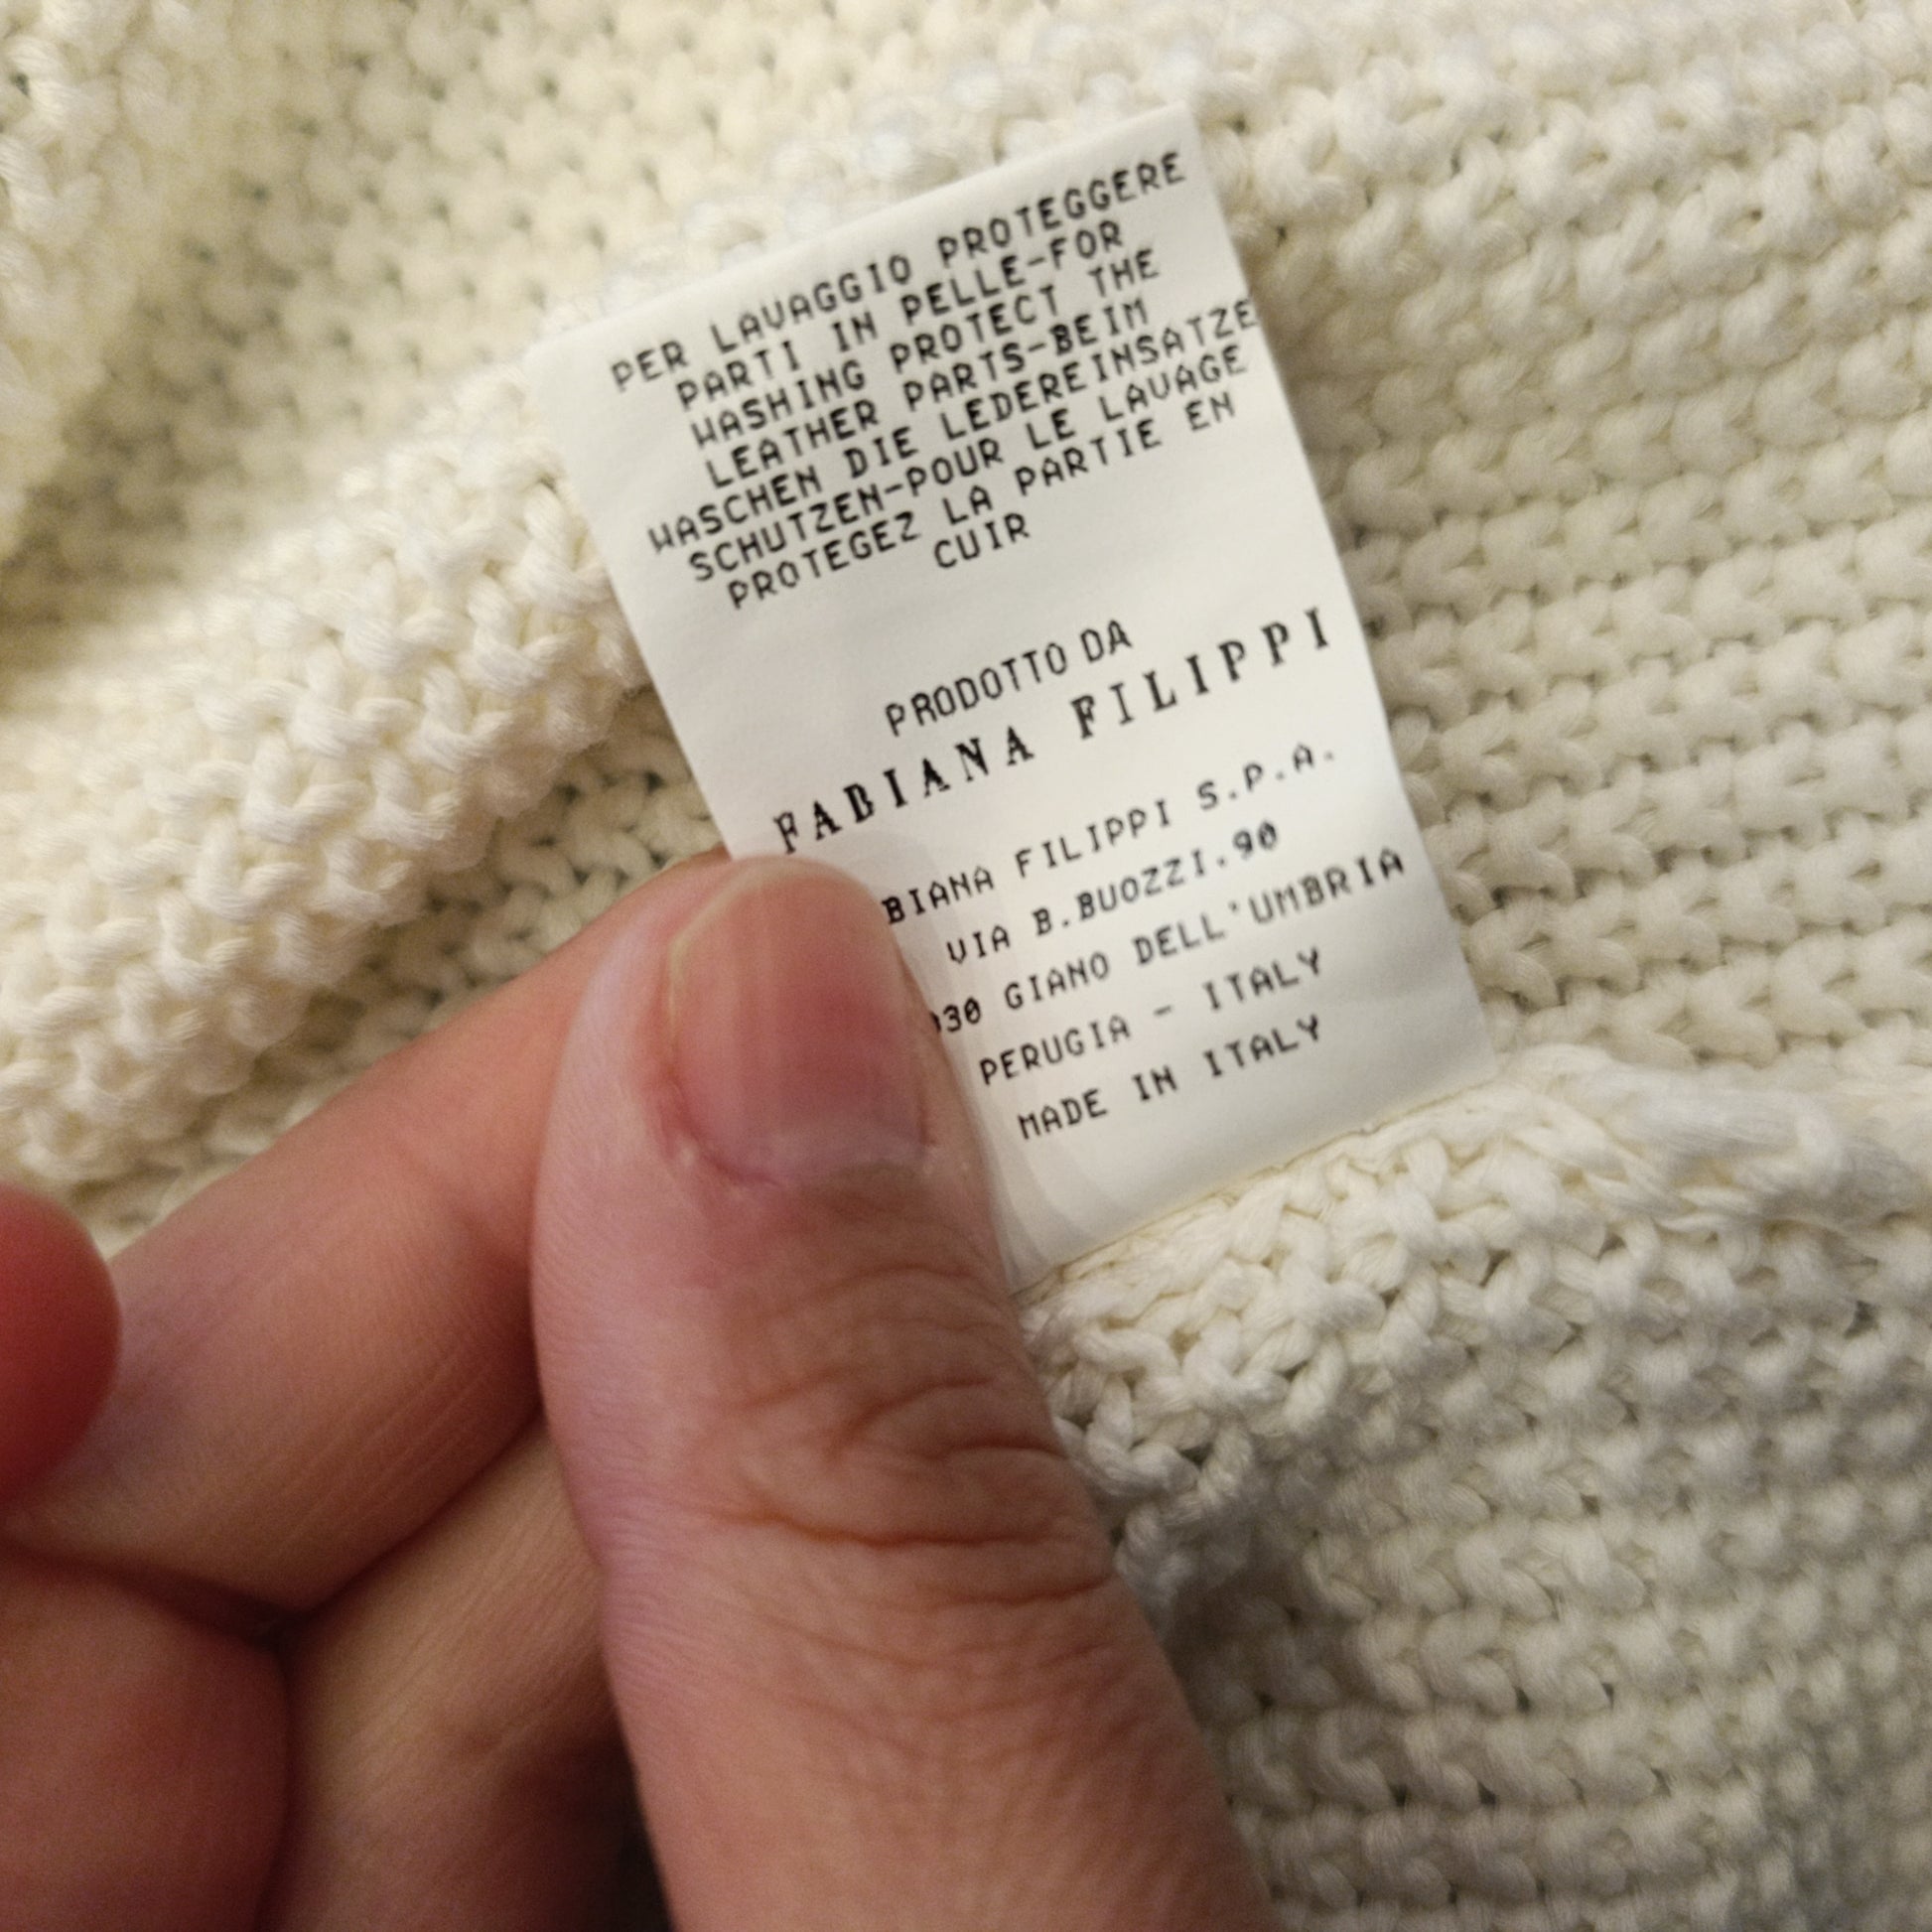 PER LAVAGGIO PROTEGGERE
PARTI IN PELLE-FOR
WASHING PROTECT THE
LEATHER PARTS-BEIM
WASCHEN DIE LEDEREINSATZE
SCHUTZEN-POUR LE LAVAGE
PROTEGEZ LA PARTIE EN
CUIR
PRODOTTO DA
FABIANA FILIPPI
BIANA FILIPPI S.P.A.
VIA B.BUOZZI.90
30 GIANO DELL'UMBRIA
PERUGIA - ITALY
MADE IN ITALY